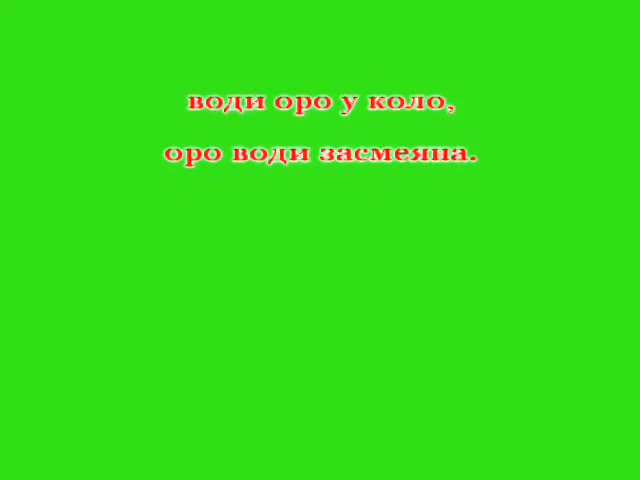 води оро у коло,
оро води засмеяна.